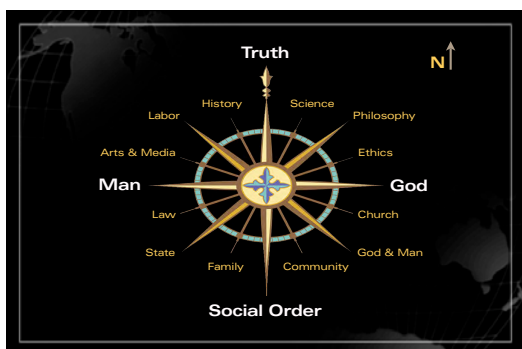 Truth
N
History
Science
Labor
Philosophy
Arts & Media
Ethics
Man
God
Law
Church
State
God & Man
Family
Community
Social Order